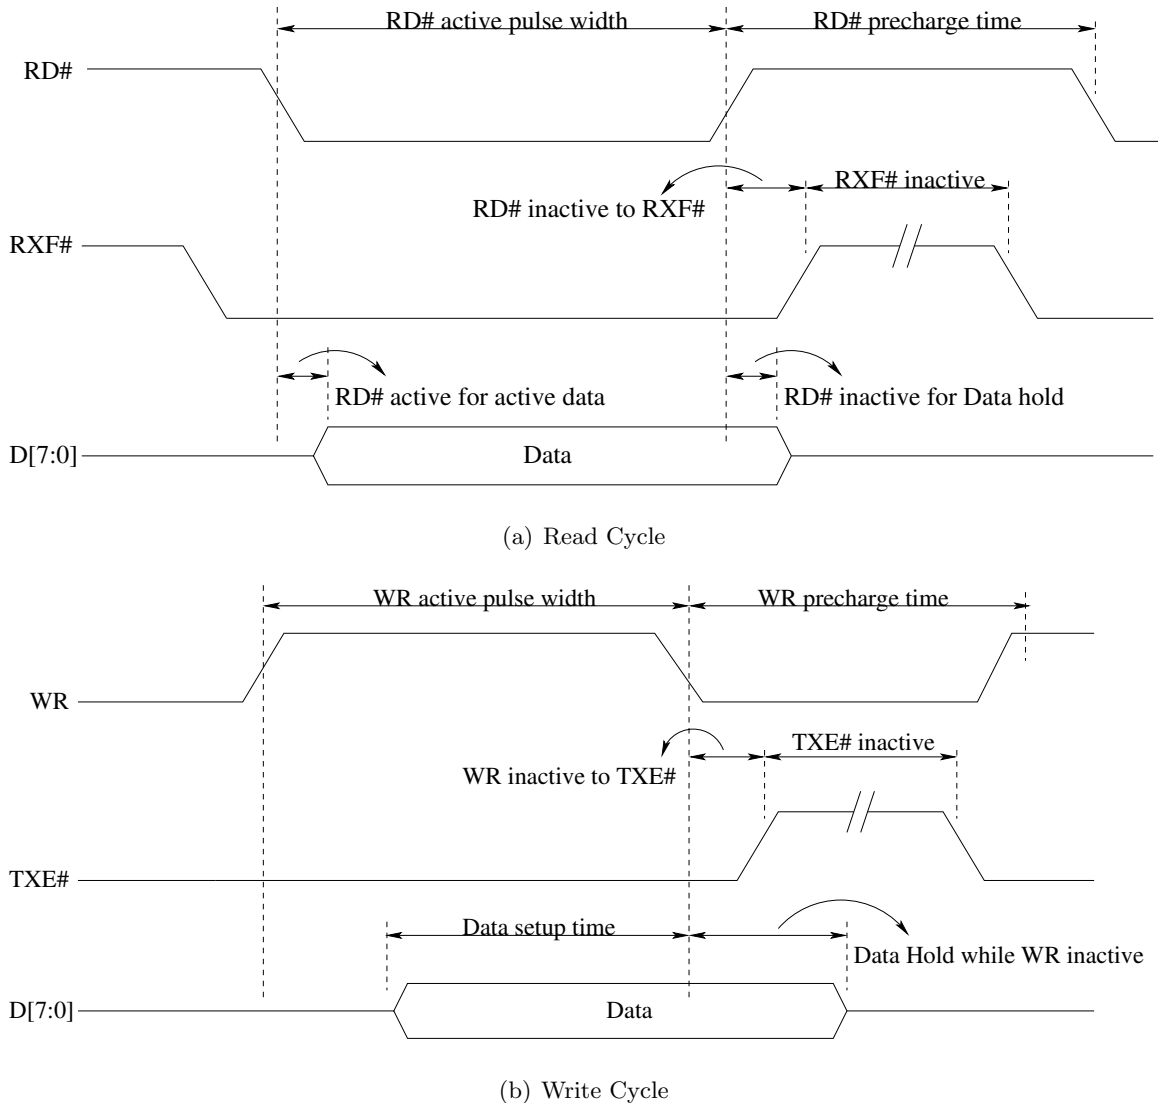 RD# active pulse width
RD# precharge time
RD#
RXF# inactive
RD# inactive to RXF#
RXF#
RD# active for active data
RD# inactive for Data hold
D[7:0]
Data
(a) Read Cycle
WR active pulse width
WR precharge time
WR
TXE# inactive
WR inactive to TXE#
TXE#
Data setup time
Data Hold while WR inactive
D[7:0]
Data
(b) Write Cycle